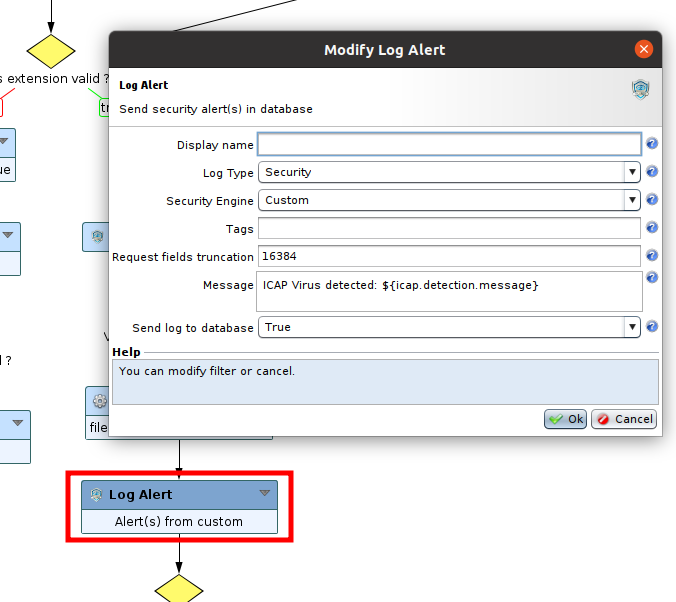 Modify Log Alert
Log Alert
Send security alert(s) in database
Display name
Log Type Security
Security Engine Custom
Tags
Request fields truncation 16384
Message ICAP Virus detected: ${icap.detection.message}
Send log to database True
Help
You can modify filter or cancel.
Ok Cancel
extension valid ?
?
file
Log Alert
Alert(s) from custom